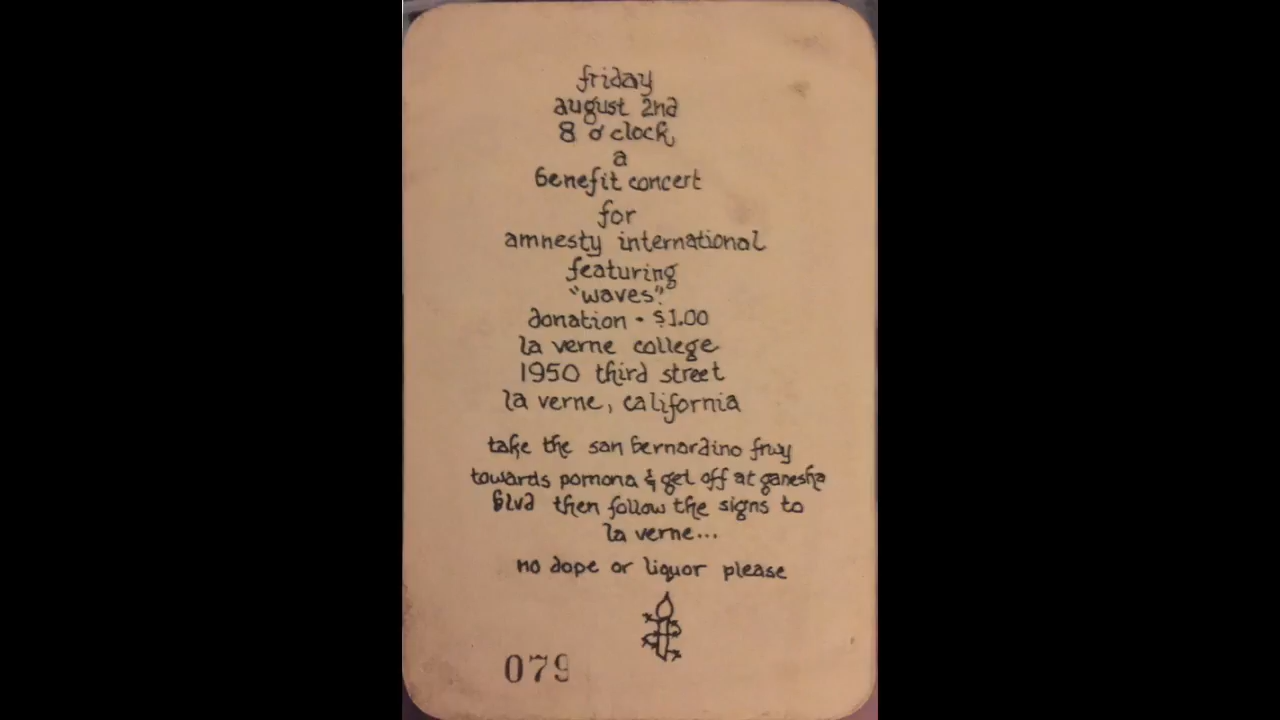 friday
august 2nd
8 o'clock
a
benefit concert
for
amnesty international
featuring
"waves"
donation - $1.00
la verne college
1950 third street
la verne, california
take the san bernardino frwy
towards pomona & get off at ganesha
blvd then follow the signs to
la verne...
no dope or liquor please
079